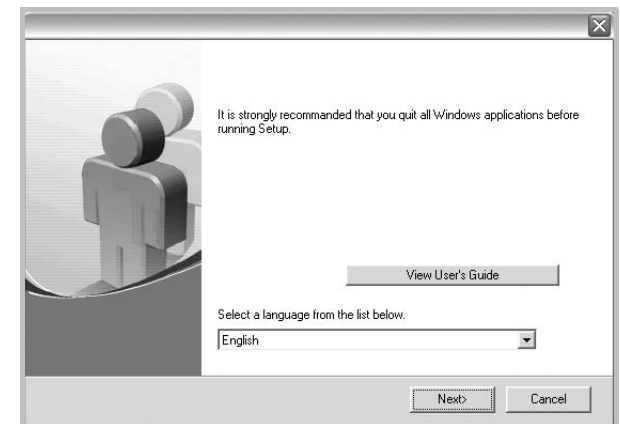 It is strongly recommanded that you quit all Windows applications before
running Setup.
View User's Guide
Select a language from the list below.
English
Next>
Cancel